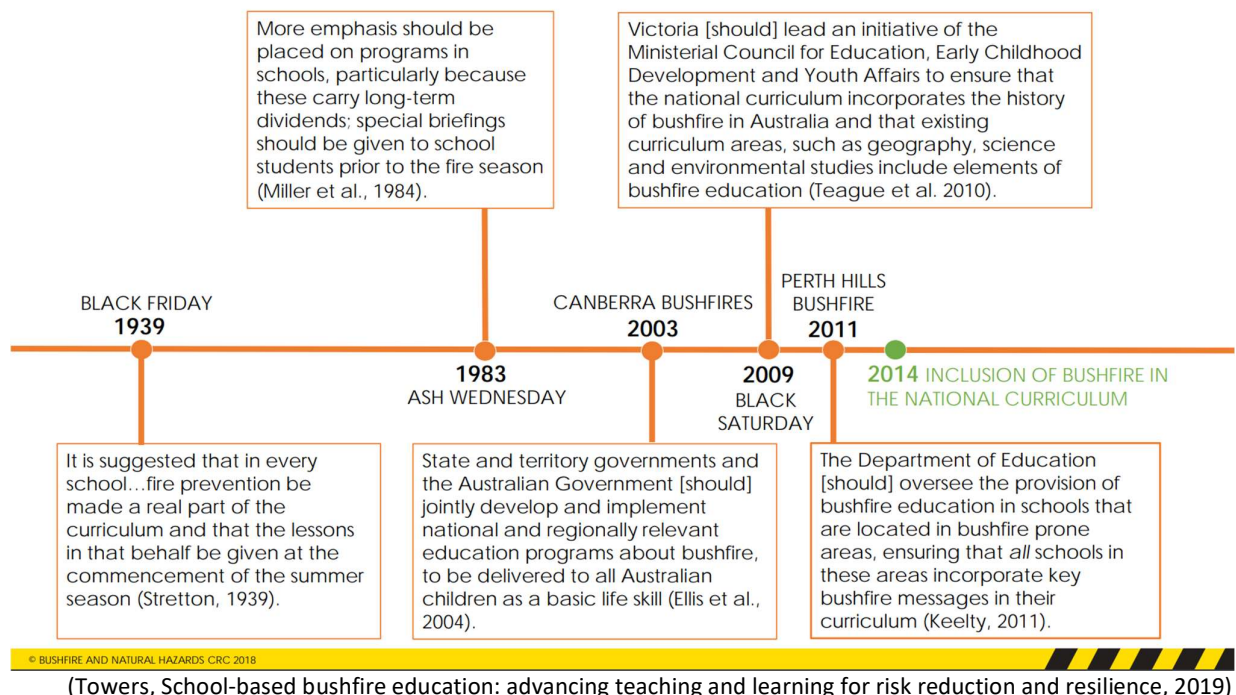 More emphasis should be
placed on programs in
schools, particularly because
these carry long-term
dividends; special briefings
should be given to school
students prior to the fire season
(Miller et al., 1984).
Victoria [should] lead an initiative of the
Ministerial Council for Education, Early Childhood
Development and Youth Affairs to ensure that
the national curriculum incorporates the history
of bushfire in Australia and that existing
curriculum areas, such as geography, science
and environmental studies include elements of
bushfire education (Teague et al. 2010).
BLACK FRIDAY
1939
CANBERRA BUSHFIRES
2003
PERTH HILLS
BUSHFIRE
2011
1983
ASH WEDNESDAY
2009
BLACK
SATURDAY
2014 INCLUSION OF BUSHFIRE IN
THE NATIONAL CURRICULUM
It is suggested that in every
school…fire prevention be
made a real part of the
curriculum and that the lessons
in that behalf be given at the
commencement of the summer
season (Stretton, 1939).
State and territory governments and
the Australian Government [should]
jointly develop and implement
national and regionally relevant
education programs about bushfire,
to be delivered to all Australian
children as a basic life skill (Ellis et al.,
2004).
The Department of Education
[should] oversee the provision of
bushfire education in schools that
are located in bushfire prone
areas, ensuring that all schools in
these areas incorporate key
bushfire messages in their
curriculum (Keelty, 2011).
© BUSHFIRE AND NATURAL HAZARDS CRC 2018
(Towers, School-based bushfire education: advancing teaching and learning for risk reduction and resilience, 2019)